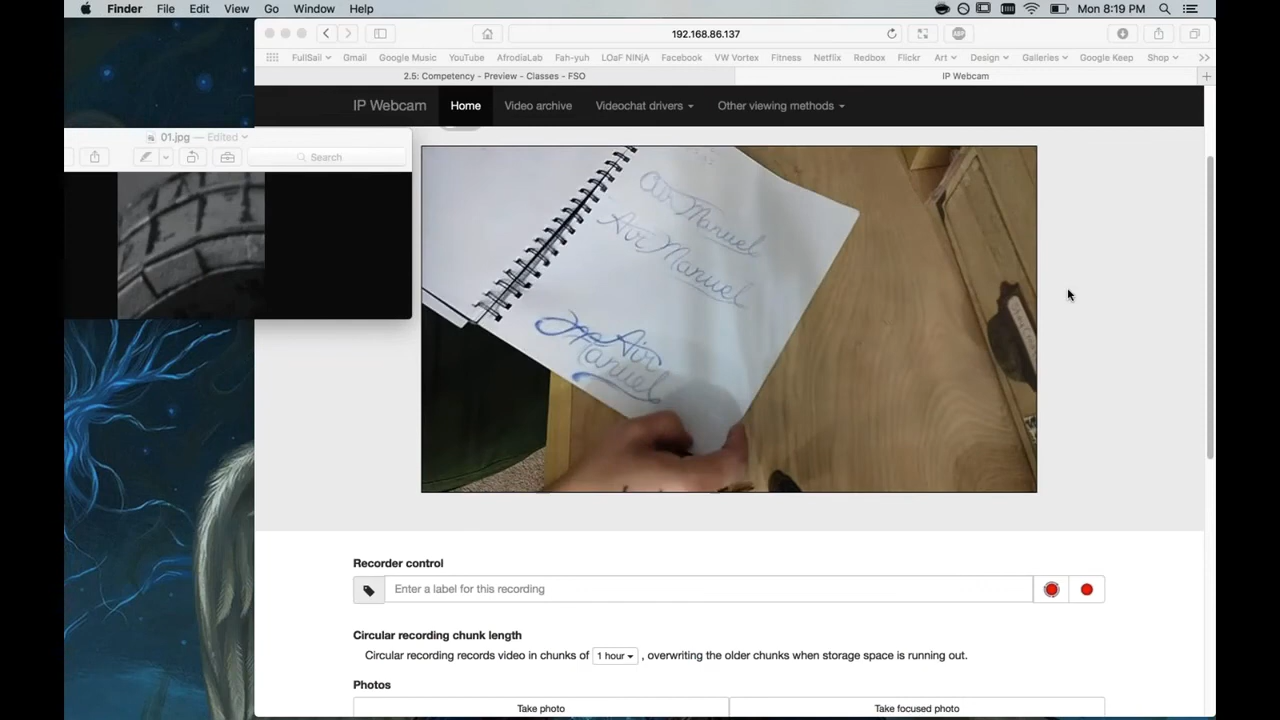 Finder File Edit View Go Window Help Mon 8:19 PM
192.168.86.137
FullSail Gmail Google Music YouTube AfrodiaLab Fah-yuh LOaF NiNjA Facebook VW Vortex Fitness Netflix Redbox Flickr Art Design Galleries Google Keep Shop
2.5: Competency - Preview - Classes - FSO IP Webcam
IP Webcam Home Video archive Videochat drivers Other viewing methods
01.jpg — Edited
Search
Air Manuel
Air Manuel
Air
Manuel
Recorder control
Enter a label for this recording
Circular recording chunk length
Circular recording records video in chunks of 1 hour , overwriting the older chunks when storage space is running out.
Photos
Take photo Take focused photo